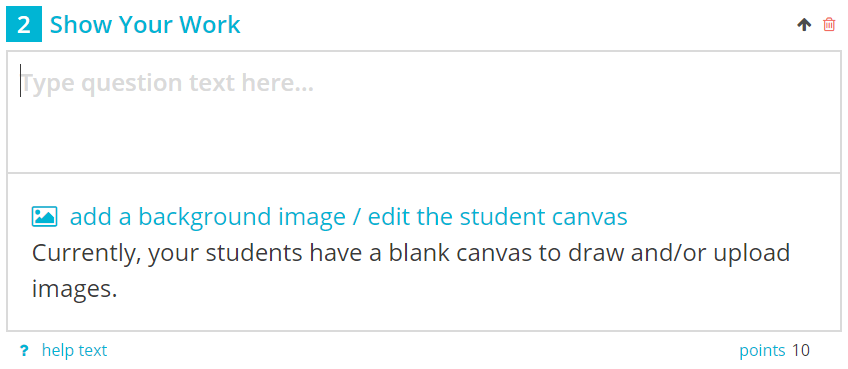 2 Show Your Work
Type question text here...
add a background image / edit the student canvas
Currently, your students have a blank canvas to draw and/or upload
images.
? help text points 10